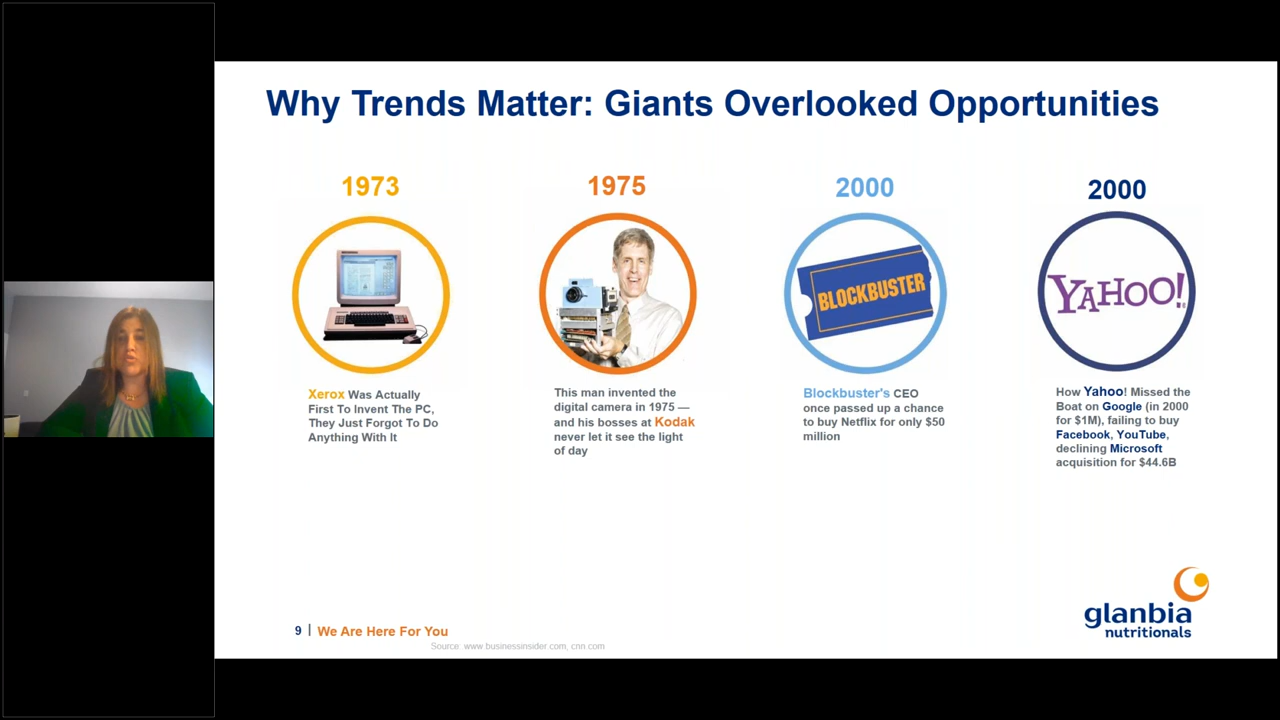 Why Trends Matter: Giants Overlooked Opportunities
1973
Xerox Was Actually
First To Invent The PC,
They Just Forgot To Do
Anything With It
1975
This man invented the
digital camera in 1975 —
and his bosses at Kodak
never let it see the light
of day
2000
BLOCKBUSTER
Blockbuster's CEO
once passed up a chance
to buy Netflix for only $50
million
2000
YAHOO!
How Yahoo! Missed the
Boat on Google (in 2000
for $1M), failing to buy
Facebook, YouTube,
declining Microsoft
acquisition for $44.6B
9 | We Are Here For You
Source: www.businessinsider.com, cnn.com
glanbia
nutritionals